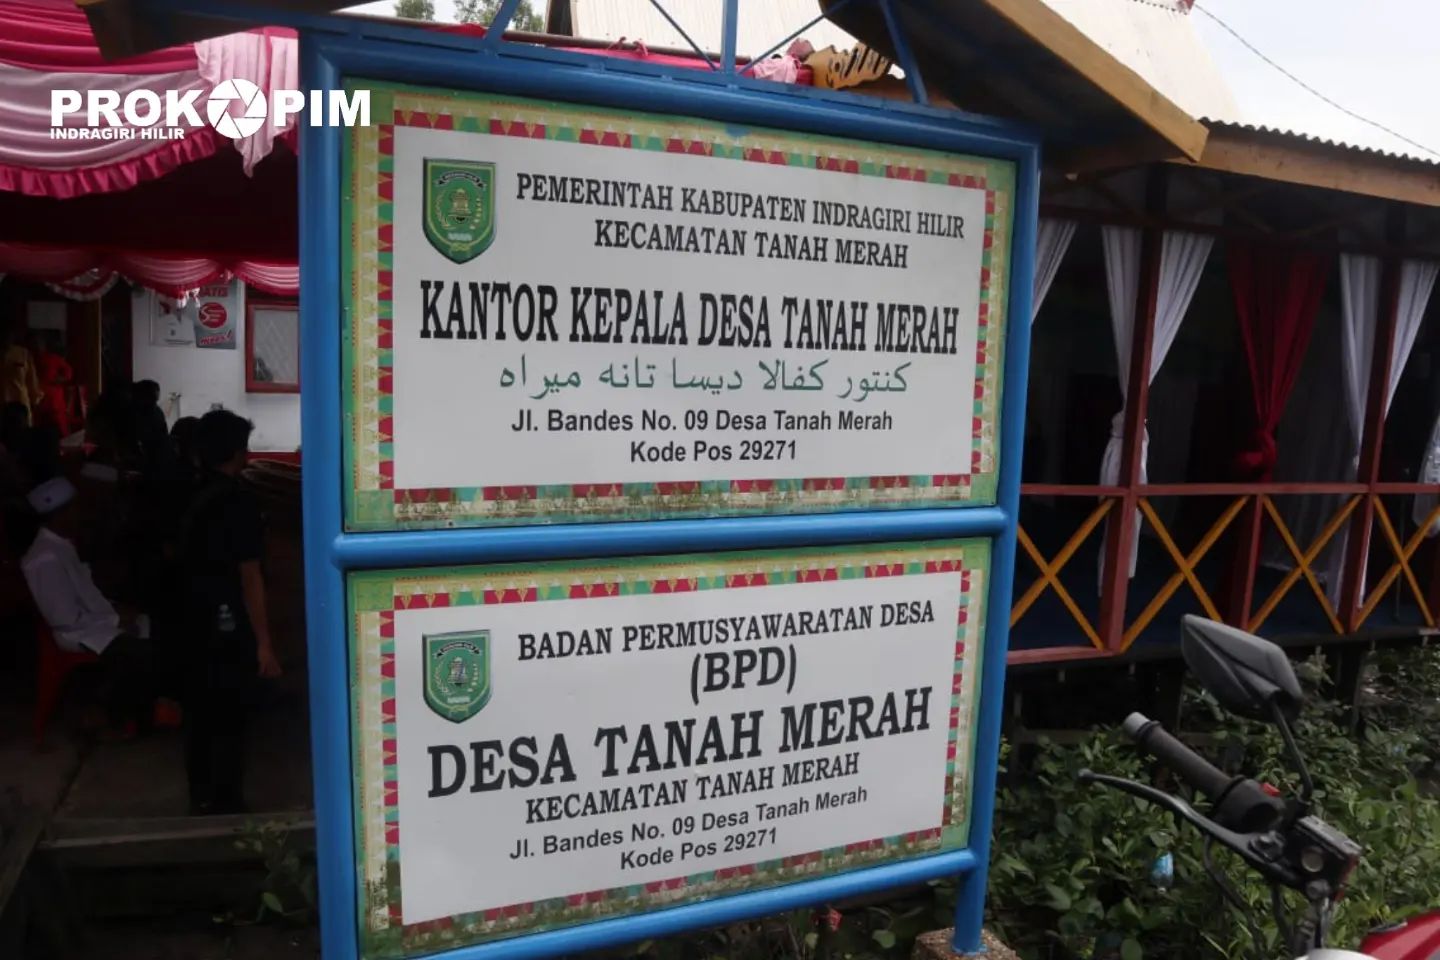 PROKOPIM
INDRAGIRI HILIR
PEMERINTAH KABUPATEN INDRAGIRI HILIR
KECAMATAN TANAH MERAH
KANTOR KEPALA DESA TANAH MERAH
كنتور كفالا ديسا تانه ميراه
Jl. Bandes No. 09 Desa Tanah Merah
Kode Pos 29271
BADAN PERMUSYAWARATAN DESA
(BPD)
DESA TANAH MERAH
KECAMATAN TANAH MERAH
Jl. Bandes No. 09 Desa Tanah Merah
Kode Pos 29271